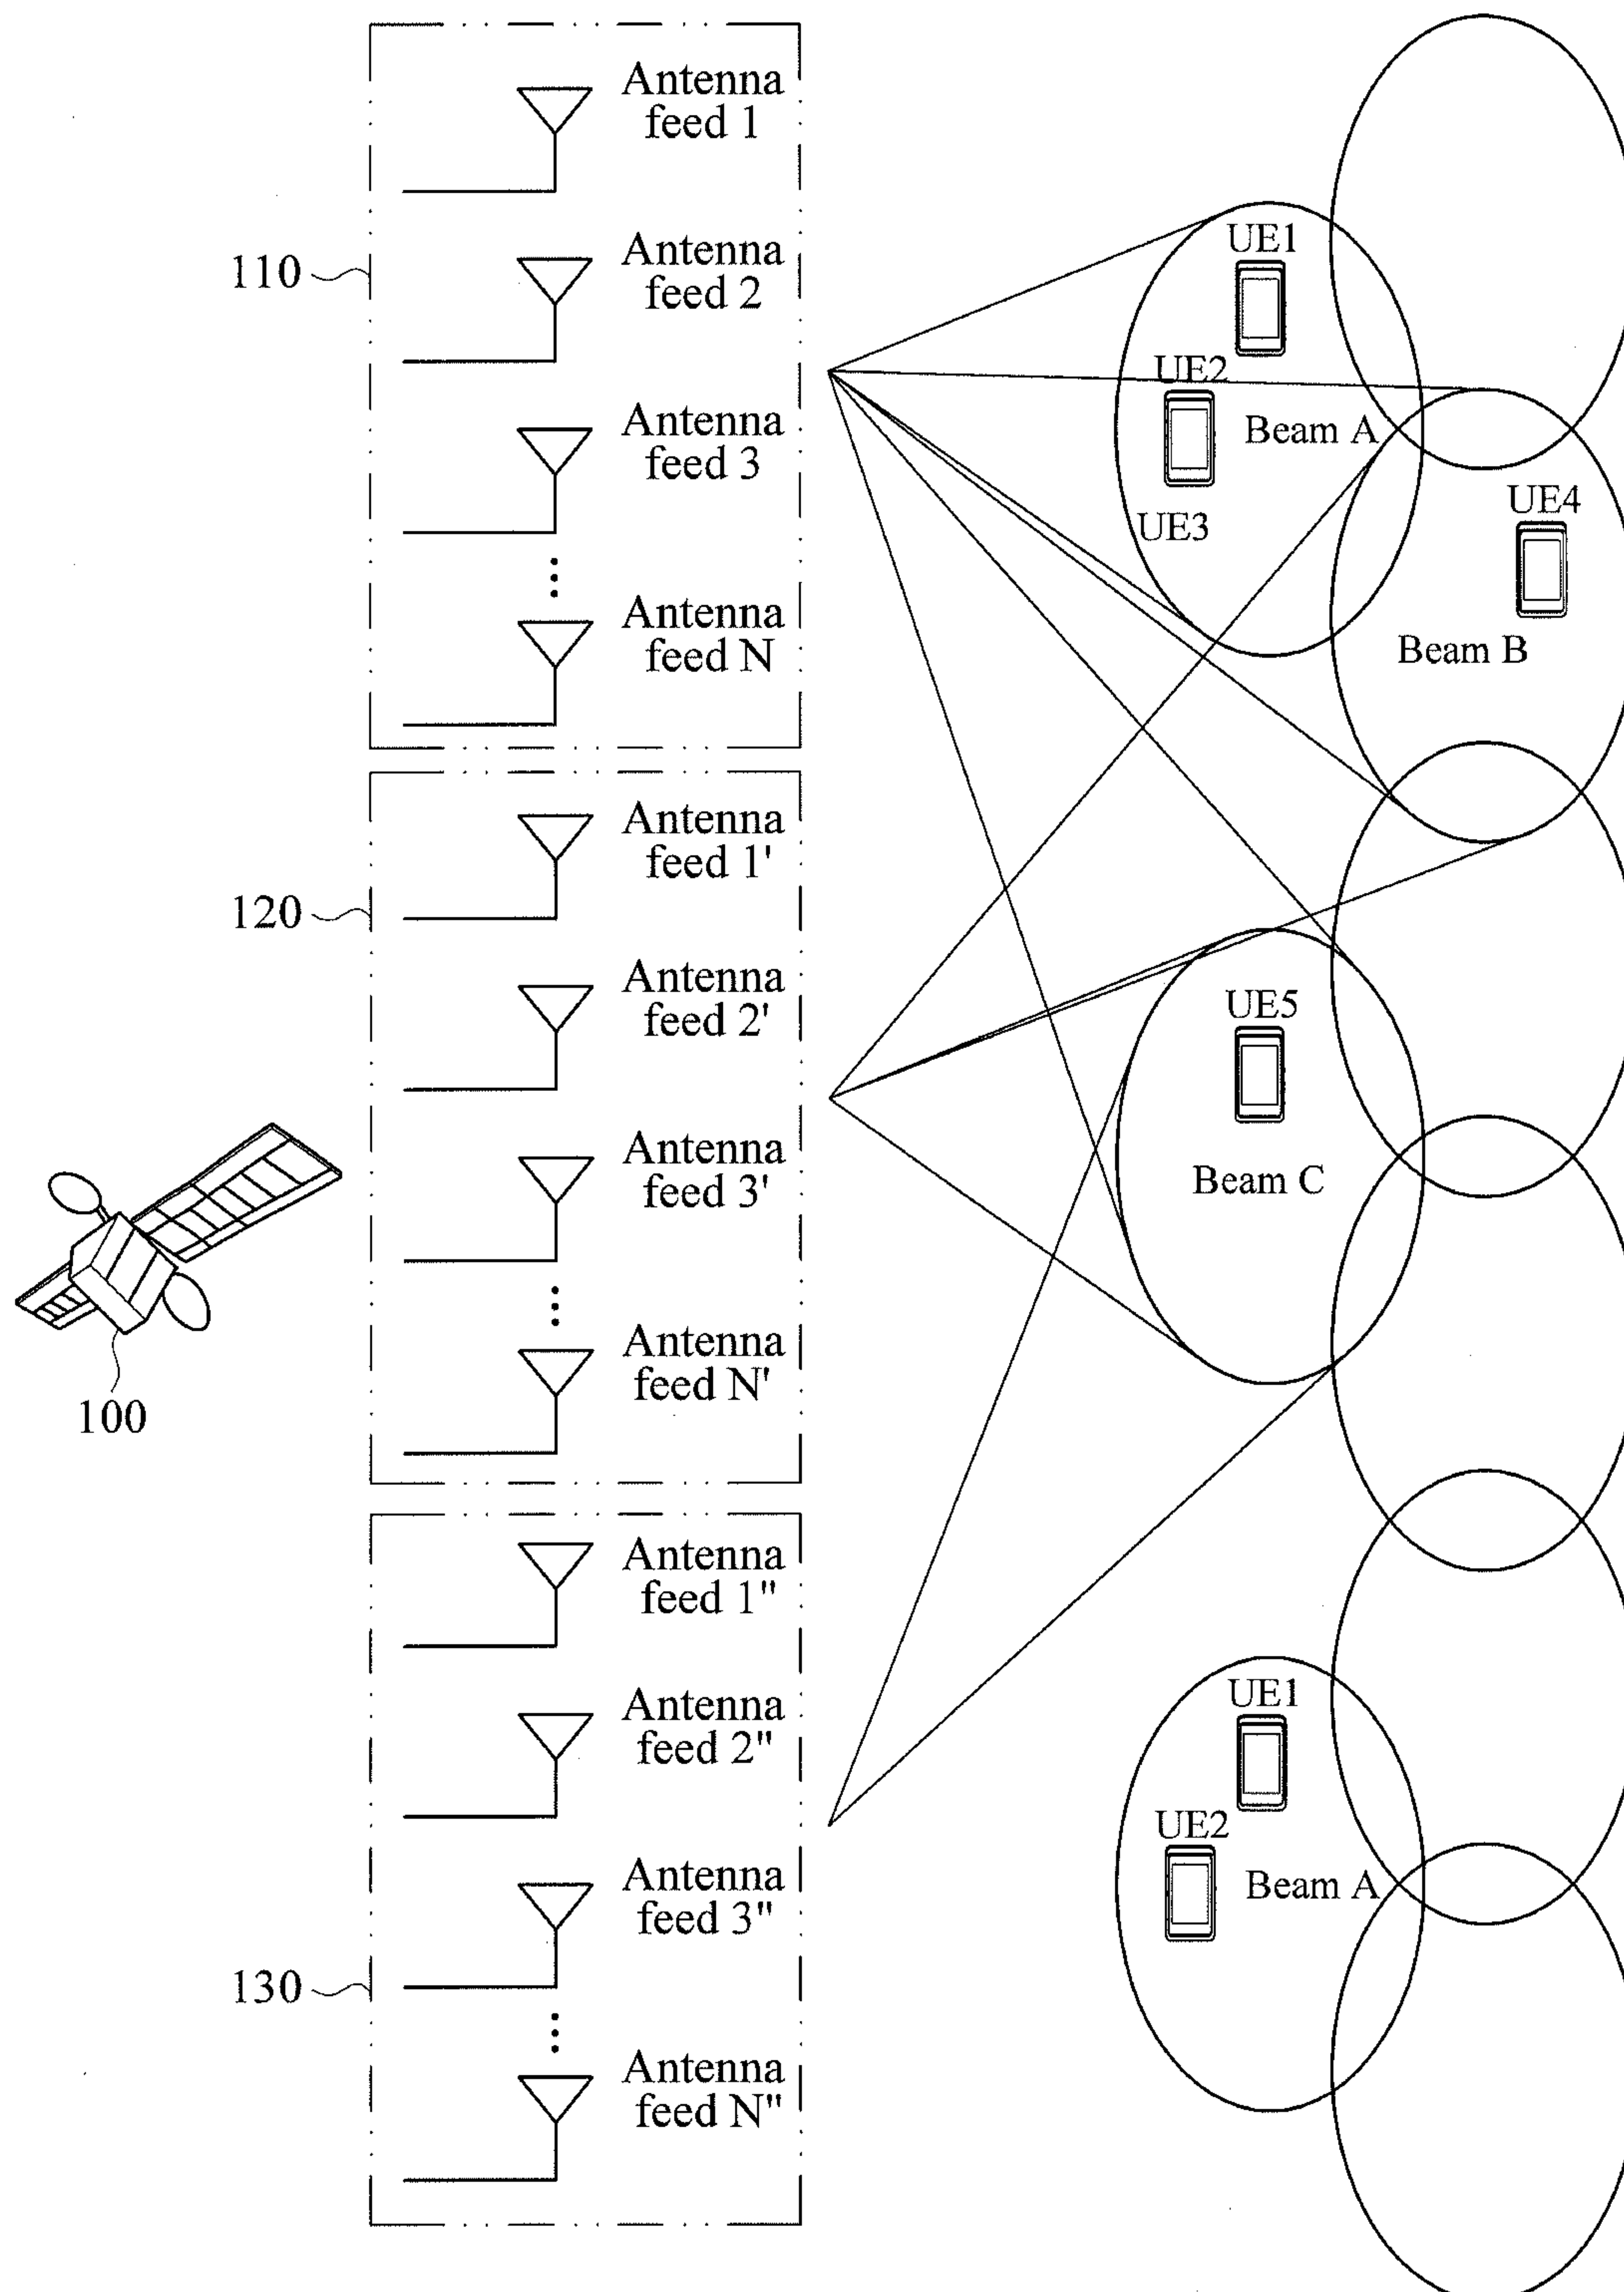 Antenna
feed 1
110
Antenna
feed 2
Antenna
feed 3
Antenna
feed N
120
Antenna
feed 1'
Antenna
feed 2'
Antenna
feed 3'
Antenna
feed N'
100
Antenna
feed 1"
Antenna
feed 2"
Antenna
feed 3"
130
Antenna
feed N"
UE1
UE2
Beam A
UE3
UE4
Beam B
UE5
Beam C
UE1
UE2
Beam A